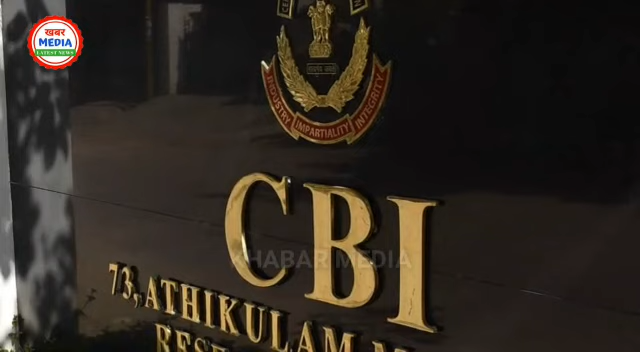 खबर
MEDIA
LATEST NEWS
INDUSTRY IMPARTIALITY INTEGRITY
CBI
KHABAR MEDIA
73, ATHIKULAM